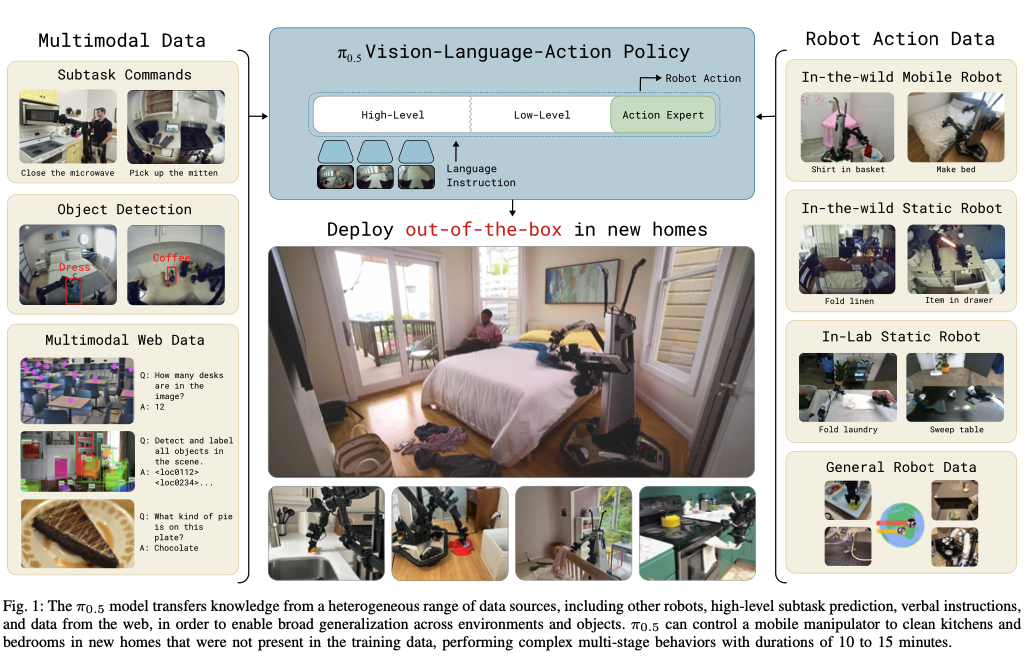 Multimodal Data
Subtask Commands
Close the microwave
Pick up the mitten
Object Detection
Dress
Coffee
Multimodal Web Data
Q: How many desks
are in the
image?
A: 12
Q: Detect and label
all objects in
the scene.
A: <loc0112>
<loc0234>...
Q: What kind of pie
is on this
plate?
A: Chocolate
π0.5 Vision-Language-Action Policy
Robot Action
High-Level
Low-Level
Action Expert
Language
Instruction
Deploy out-of-the-box in new homes
Robot Action Data
In-the-wild Mobile Robot
Shirt in basket
Make bed
In-the-wild Static Robot
Fold linen
Item in drawer
In-Lab Static Robot
Fold laundry
Sweep table
General Robot Data
Fig. 1: The π0.5 model transfers knowledge from a heterogeneous range of data sources, including other robots, high-level subtask prediction, verbal instructions,
and data from the web, in order to enable broad generalization across environments and objects. π0.5 can control a mobile manipulator to clean kitchens and
bedrooms in new homes that were not present in the training data, performing complex multi-stage behaviors with durations of 10 to 15 minutes.